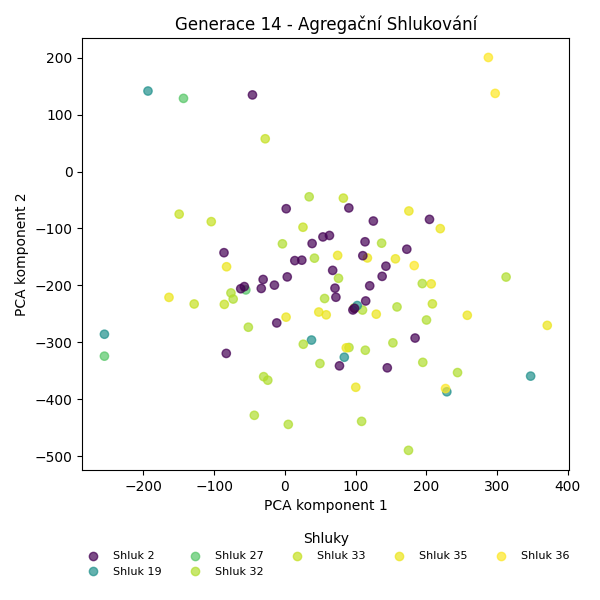 Generace 14 - Agregační Shlukování
200
100
0
−100
−200
−300
−400
−500
PCA komponent 2
−200 −100 0 100 200 300 400
PCA komponent 1
Shluky
Shluk 2 Shluk 27 Shluk 33 Shluk 35 Shluk 36
Shluk 19 Shluk 32